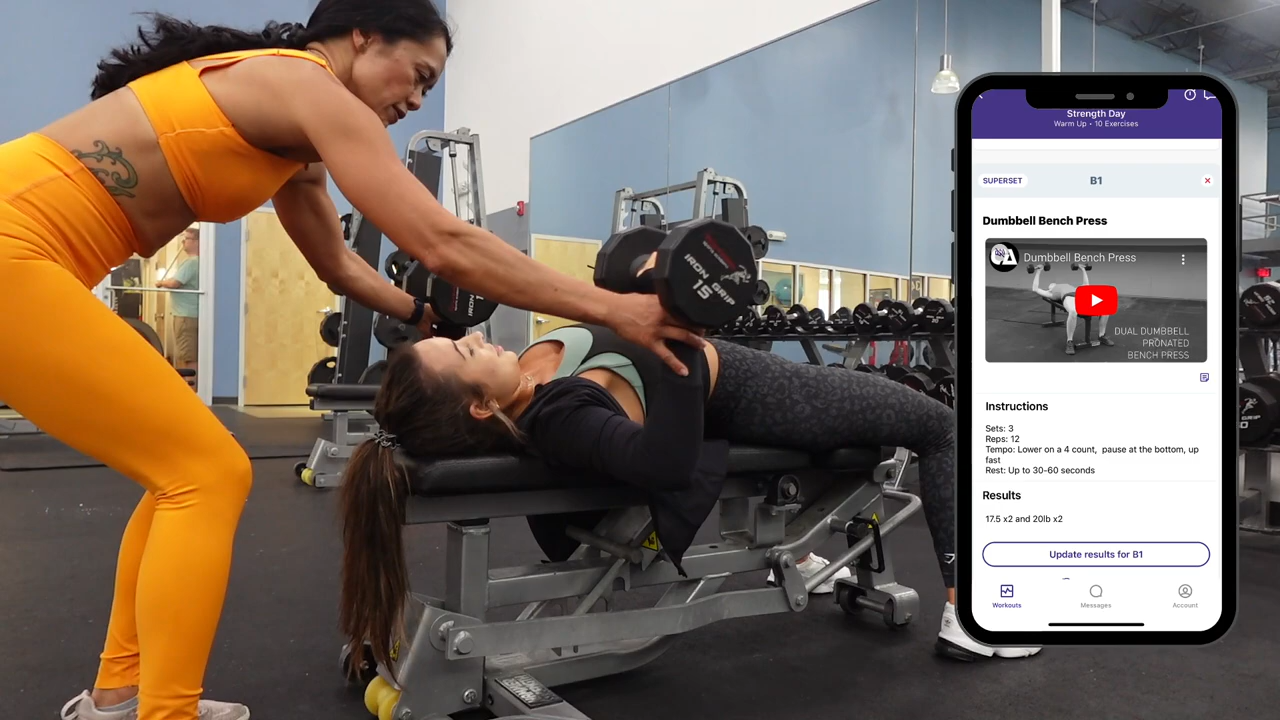 IRON GRIP
15
IRON
Strength Day
Warm Up • 10 Exercises
SUPERSET
B1
Dumbbell Bench Press
Dumbbell Bench Press
DUAL DUMBBELL
PRONATED
BENCH PRESS
Instructions
Sets: 3
Reps: 12
Tempo: Lower on a 4 count, pause at the bottom, up
fast
Rest: Up to 30-60 seconds
Results
17.5 x2 and 20lb x2
Update results for B1
Workouts
Messages
Account